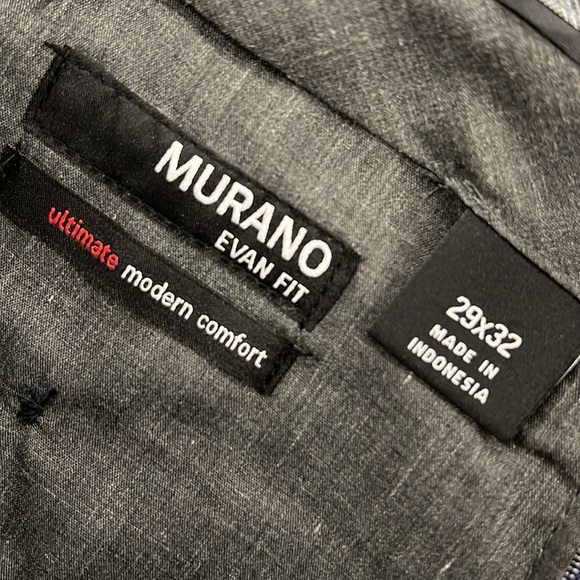 MURANO
EVAN FIT
ultimate modern comfort
29x32
MADE IN
INDONESIA